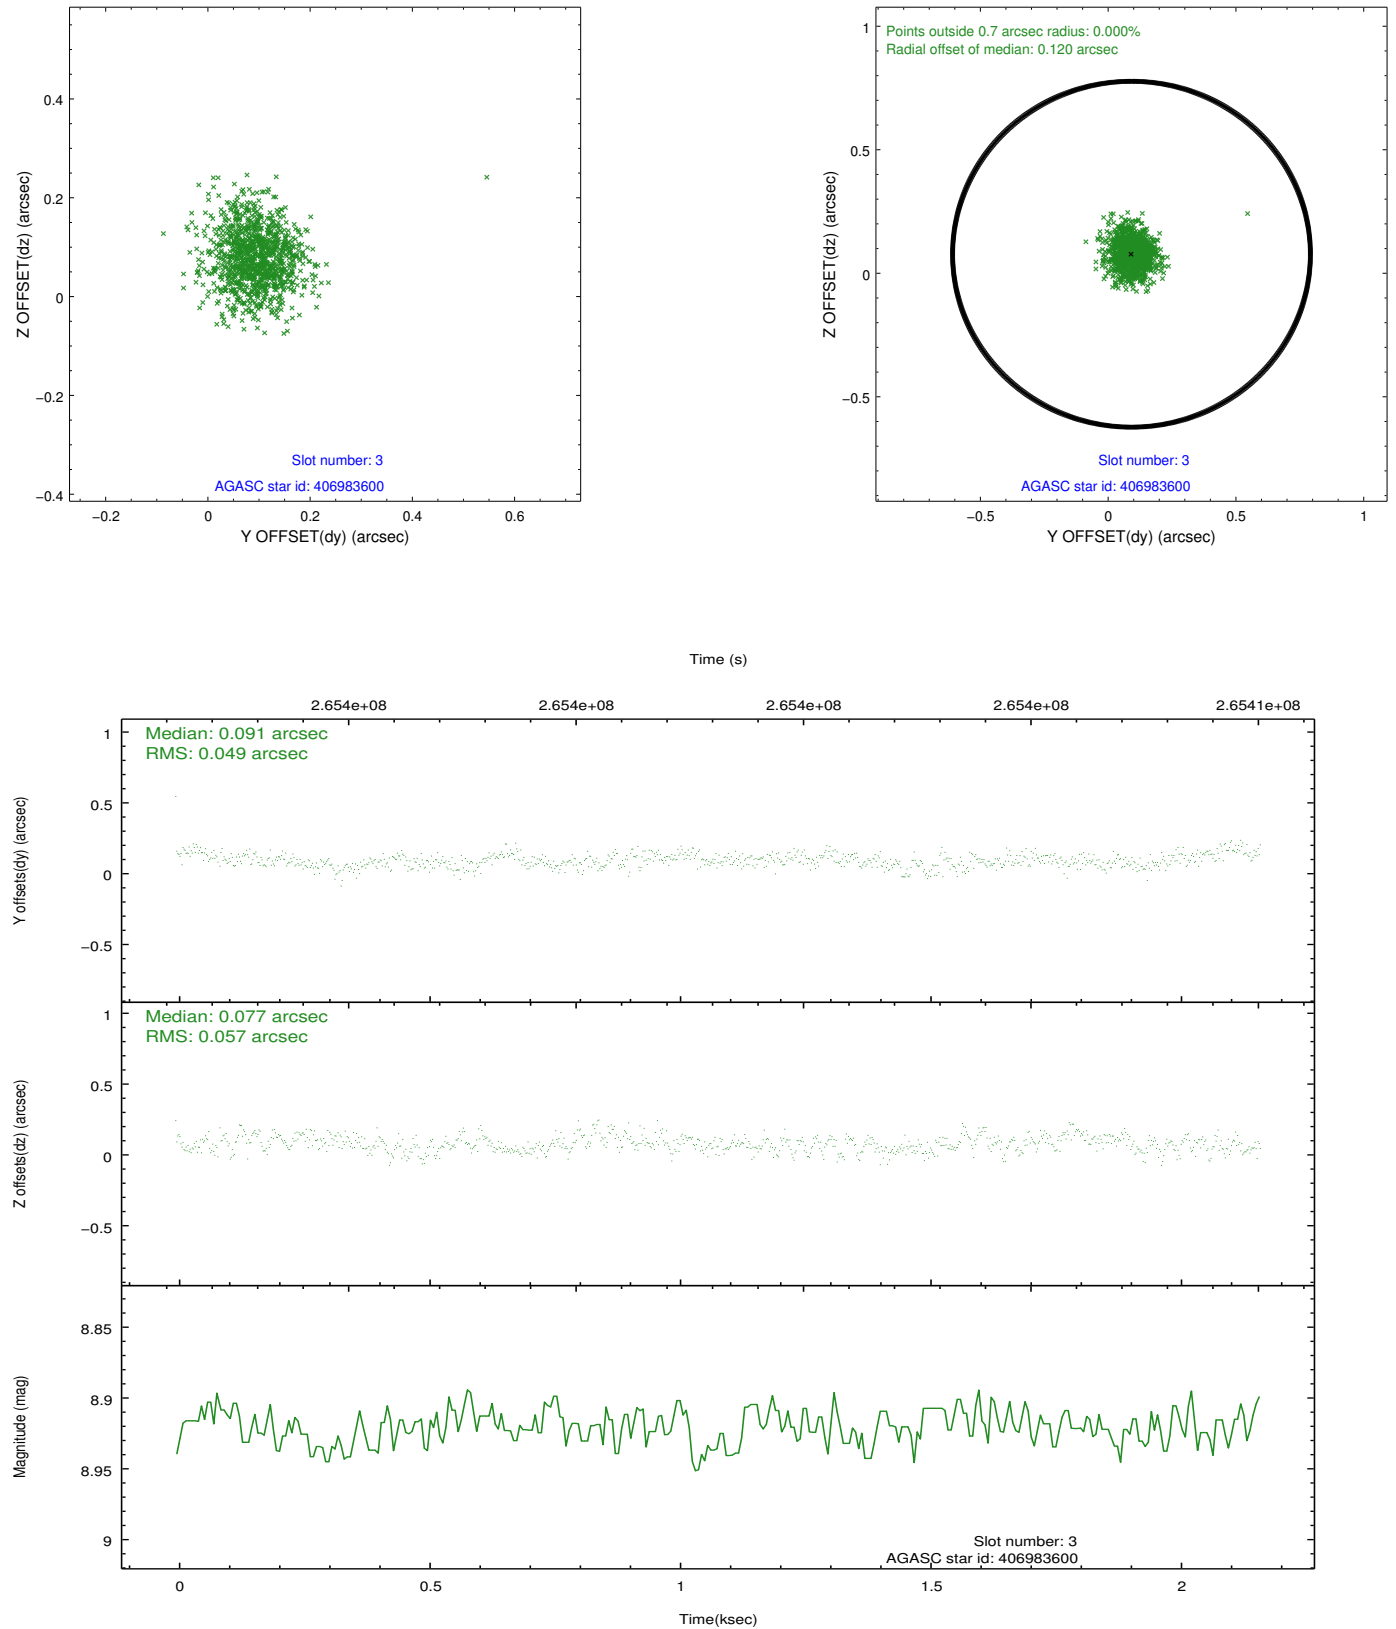 0.4
0.2
0
−0.2
−0.4
Z OFFSET(dz) (arcsec)
Slot number: 3
AGASC star id: 406983600
−0.2
0
0.2
0.4
0.6
Y OFFSET(dy) (arcsec)
Points outside 0.7 arcsec radius: 0.000%
Radial offset of median: 0.120 arcsec
1
0.5
0
−0.5
Z OFFSET(dz) (arcsec)
Slot number: 3
AGASC star id: 406983600
−0.5
0
0.5
1
Y OFFSET(dy) (arcsec)
Time (s)
2.654e+08
2.654e+08
2.654e+08
2.654e+08
2.6541e+08
Median: 0.091 arcsec
RMS: 0.049 arcsec
1
0.5
0
−0.5
Y offsets(dy) (arcsec)
Median: 0.077 arcsec
RMS: 0.057 arcsec
1
0.5
0
−0.5
Z offsets(dz) (arcsec)
8.85
8.9
8.95
9
Magnitude (mag)
Slot number: 3
AGASC star id: 406983600
0
0.5
1
1.5
2
Time(ksec)